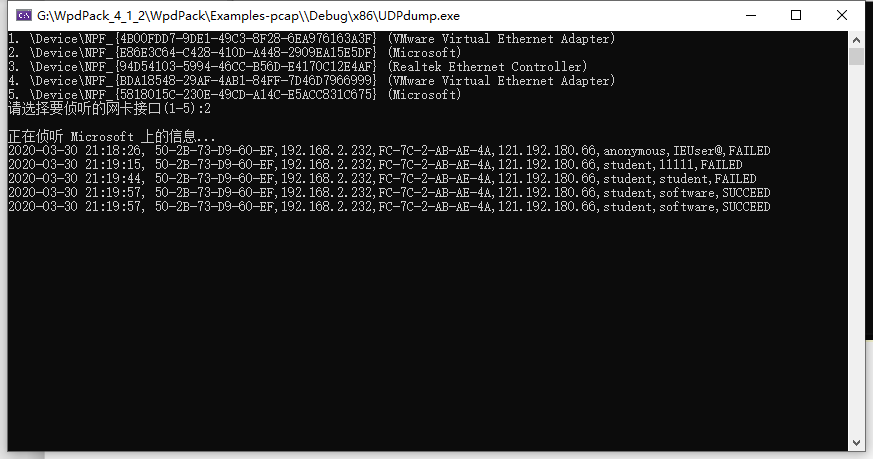 G:\WpdPack_4_1_2\WpdPack\Examples-pcap\\Debug\x86\UDPdump.exe
1. \Device\NPF_{4B00FDD7-9DE1-49C3-8F28-6EA976163A3F} (VMware Virtual Ethernet Adapter)
2. \Device\NPF_{E86E3C64-C428-410D-A448-2909EA15E5DF} (Microsoft)
3. \Device\NPF_{94D54103-5994-46CC-B56D-E4170C12E4AF} (Realtek Ethernet Controller)
4. \Device\NPF_{BDA18548-29AF-4AB1-84FF-7D46D7966999} (VMware Virtual Ethernet Adapter)
5. \Device\NPF_{5818015C-230E-49CD-A14C-E5ACC831C675} (Microsoft)
请选择要侦听的网卡接口(1-5):2
正在侦听 Microsoft 上的信息...
2020-03-30 21:18:26, 50-2B-73-D9-60-EF,192.168.2.232,FC-7C-2-AB-AE-4A,121.192.180.66,anonymous,IEUser@,FAILED
2020-03-30 21:19:15, 50-2B-73-D9-60-EF,192.168.2.232,FC-7C-2-AB-AE-4A,121.192.180.66,student,lllll,FAILED
2020-03-30 21:19:44, 50-2B-73-D9-60-EF,192.168.2.232,FC-7C-2-AB-AE-4A,121.192.180.66,student,student,FAILED
2020-03-30 21:19:57, 50-2B-73-D9-60-EF,192.168.2.232,FC-7C-2-AB-AE-4A,121.192.180.66,student,software,SUCCEED
2020-03-30 21:19:57, 50-2B-73-D9-60-EF,192.168.2.232,FC-7C-2-AB-AE-4A,121.192.180.66,student,software,SUCCEED